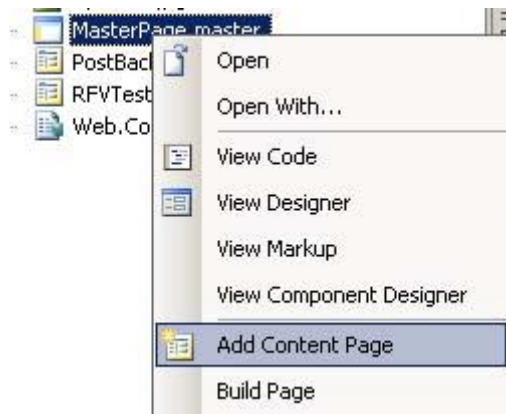 MasterPage.master
PostBac
RFVTest
Web.Co
Open
Open With...
View Code
View Designer
View Markup
View Component Designer
Add Content Page
Build Page